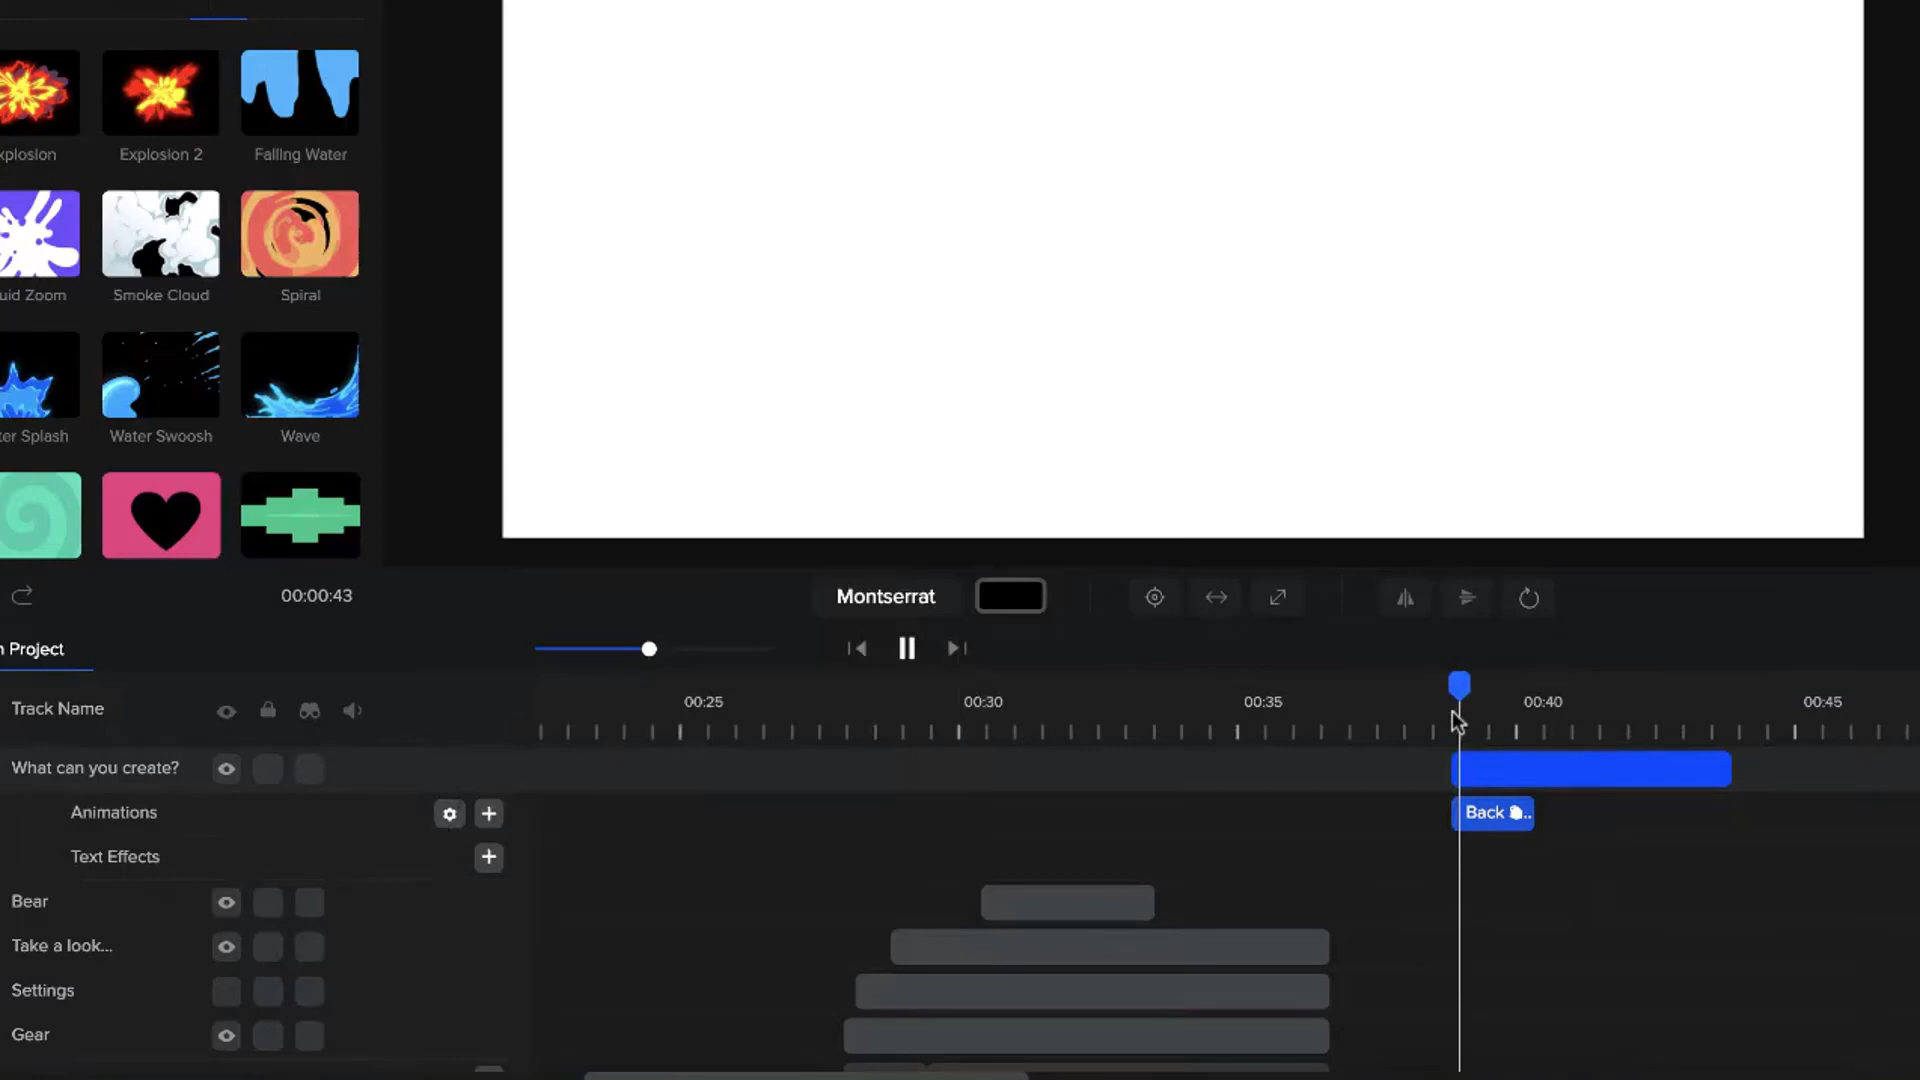 xplosion
Explosion 2
Falling Water
uid Zoom
Smoke Cloud
Spiral
ter Splash
Water Swoosh
Wave
00:00:43
Montserrat
n Project
Track Name
00:25
00:30
00:35
00:40
00:45
What can you create?
Animations
Back
Text Effects
Bear
Take a look...
Settings
Gear